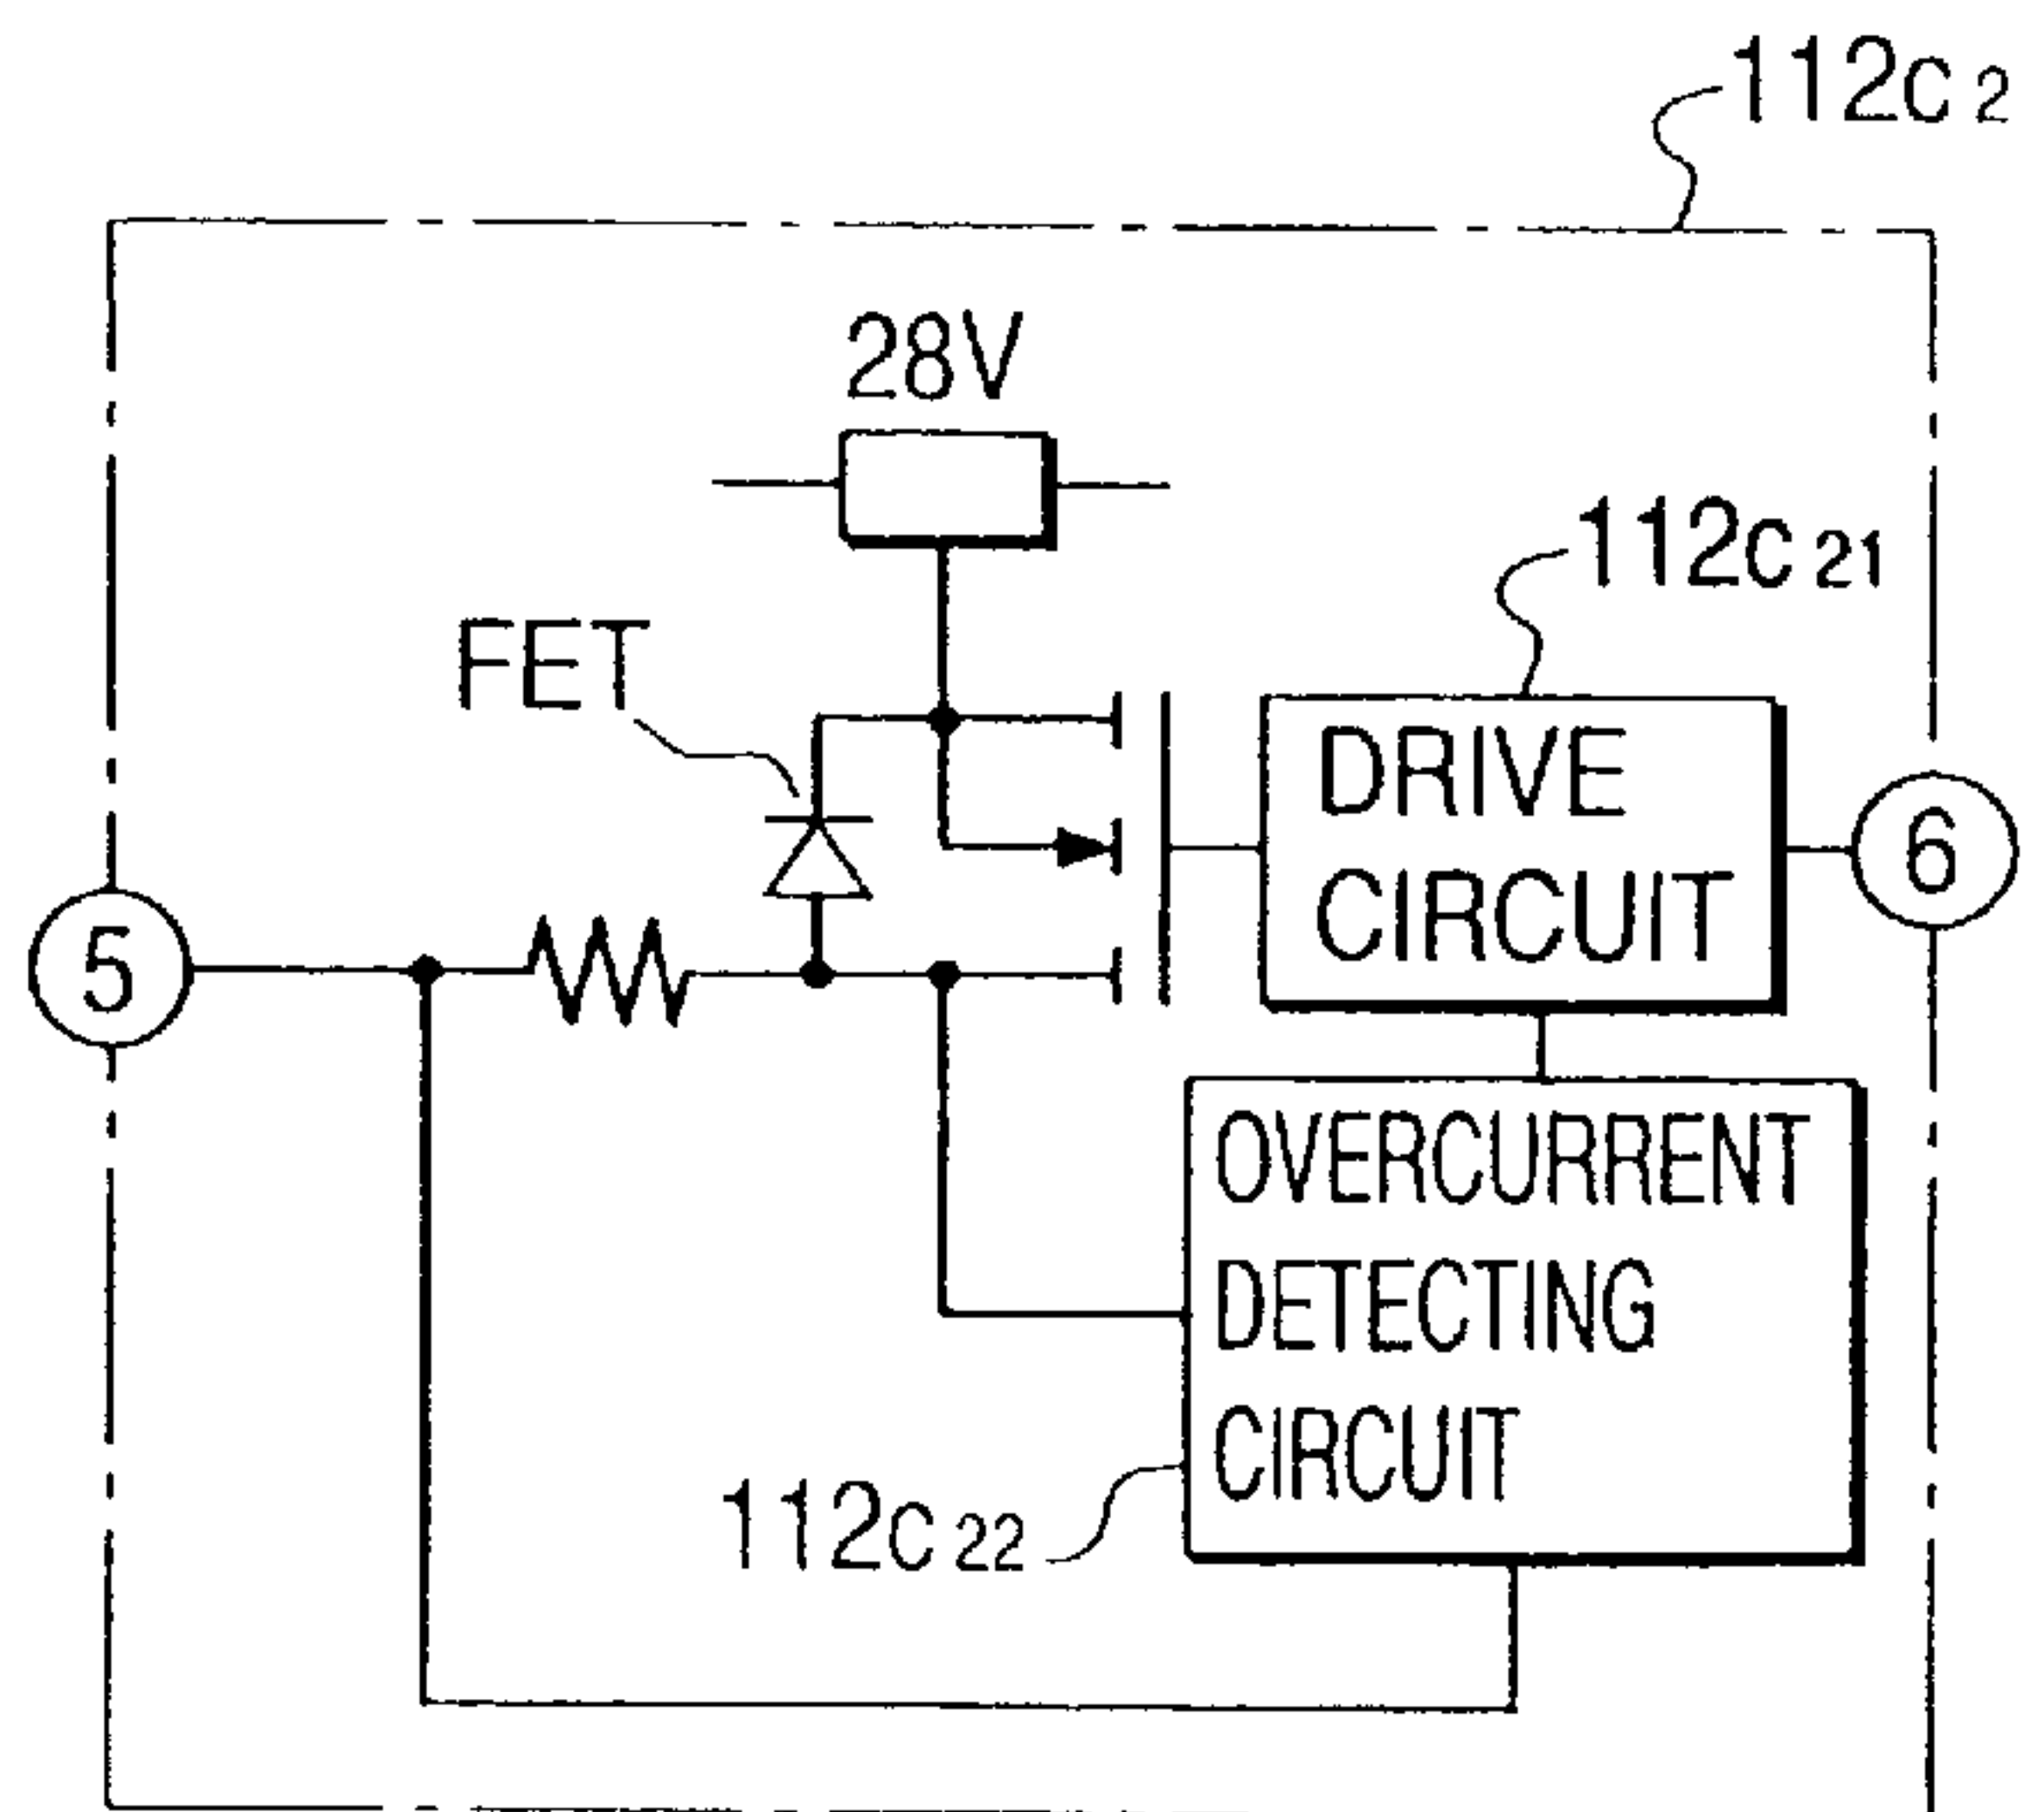 112c2
28V
112c21
FET
DRIVE
CIRCUIT
6
5
OVERCURRENT
DETECTING
CIRCUIT
112c22